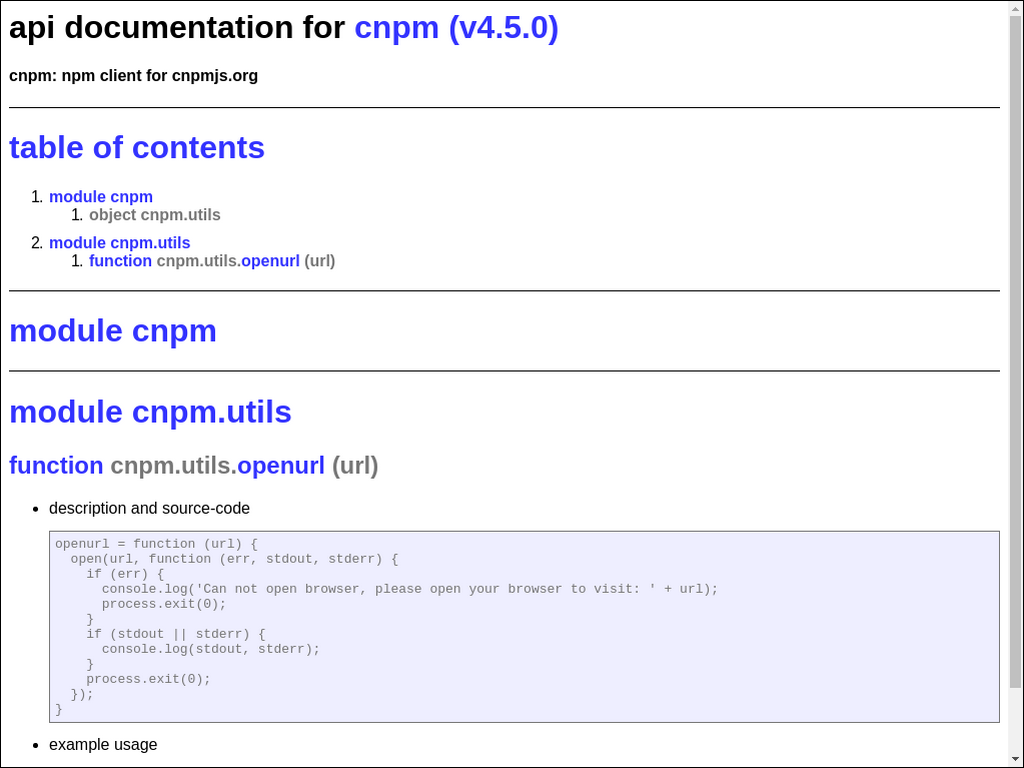 api documentation for cnpm (v4.5.0)
cnpm: npm client for cnpmjs.org
table of contents
1. module cnpm
1. object cnpm.utils
2. module cnpm.utils
1. function cnpm.utils.openurl (url)
module cnpm
module cnpm.utils
function cnpm.utils.openurl (url)
• description and source-code
openurl = function (url) {
  open(url, function (err, stdout, stderr) {
    if (err) {
      console.log('Can not open browser, please open your browser to visit: ' + url);
      process.exit(0);
    }
    if (stdout || stderr) {
      console.log(stdout, stderr);
    }
    process.exit(0);
  });
}
• example usage